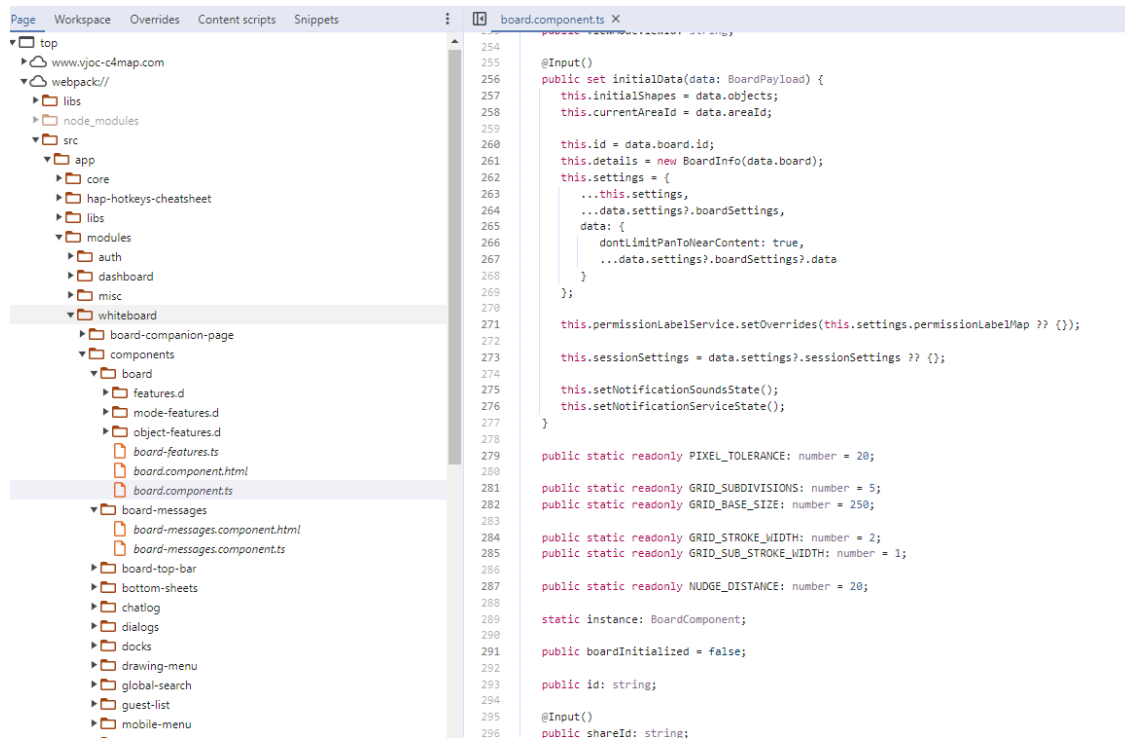 Page Workspace Overrides Content scripts Snippets
board.component.ts
top
www.vjoc-c4map.com
webpack://
libs
node_modules
src
app
core
hap-hotkeys-cheatsheet
libs
modules
auth
dashboard
misc
whiteboard
board-companion-page
components
board
features.d
mode-features.d
object-features.d
board-features.ts
board.component.html
board.component.ts
board-messages
board-messages.component.html
board-messages.component.ts
board-top-bar
bottom-sheets
chatlog
dialogs
docks
drawing-menu
global-search
guest-list
mobile-menu
254
255 @Input()
256 public set initialData(data: BoardPayload) {
257 this.initialShapes = data.objects;
258 this.currentAreaId = data.areaId;
259
260 this.id = data.board.id;
261 this.details = new BoardInfo(data.board);
262 this.settings = {
263 ...this.settings,
264 ...data.settings?.boardSettings,
265 data: {
266 dontLimitPanToNearContent: true,
267 ...data.settings?.boardSettings?.data
268 }
269 };
270
271 this.permissionLabelService.setOverrides(this.settings.permissionLabelMap ?? {});
272
273 this.sessionSettings = data.settings?.sessionSettings ?? {};
274
275 this.setNotificationSoundsState();
276 this.setNotificationServiceState();
277 }
278
279 public static readonly PIXEL_TOLERANCE: number = 20;
280
281 public static readonly GRID_SUBDIVISIONS: number = 5;
282 public static readonly GRID_BASE_SIZE: number = 250;
283
284 public static readonly GRID_STROKE_WIDTH: number = 2;
285 public static readonly GRID_SUB_STROKE_WIDTH: number = 1;
286
287 public static readonly NUDGE_DISTANCE: number = 20;
288
289 static instance: BoardComponent;
290
291 public boardInitialized = false;
292
293 public id: string;
294
295 @Input()
296 public shareId: string;